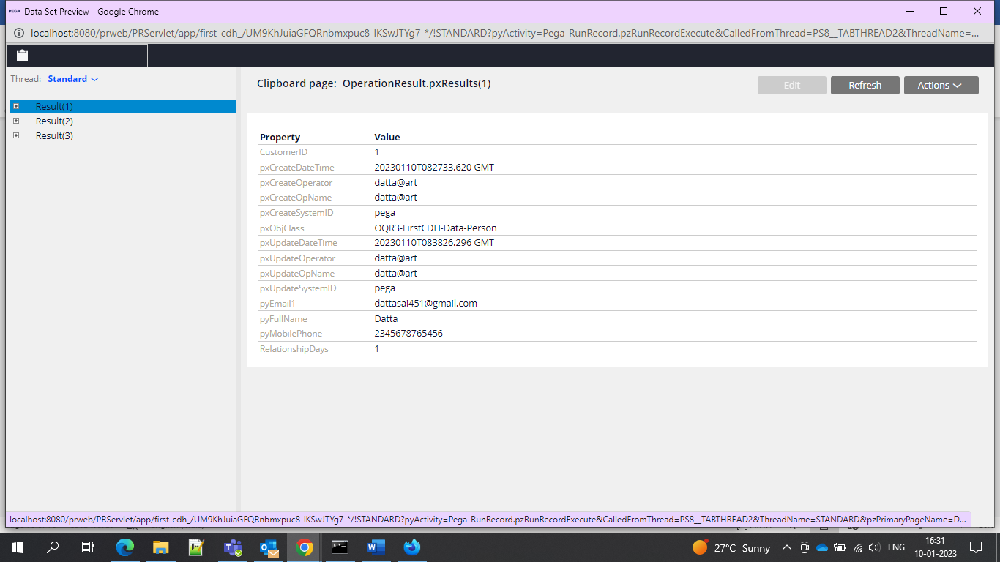 PEGA Data Set Preview - Google Chrome
localhost:8080/prweb/PRServlet/app/first-cdh_/UM9KhJuiaGFQRnbmxpuc8-IKSwJTYg7-*/!STANDARD?pyActivity=Pega-RunRecord.pzRunRecordExecute&CalledFromThread=PS8__TABTHREAD2&ThreadName=...
Thread: Standard
Clipboard page: OperationResult.pxResults(1)
Edit Refresh Actions
Result(1)
Result(2)
Result(3)
Property Value
CustomerID 1
pxCreateDateTime 20230110T082733.620 GMT
pxCreateOperator datta@art
pxCreateOpName datta@art
pxCreateSystemID pega
pxObjClass OQR3-FirstCDH-Data-Person
pxUpdateDateTime 20230110T083826.296 GMT
pxUpdateOperator datta@art
pxUpdateOpName datta@art
pxUpdateSystemID pega
pyEmail1 dattasai451@gmail.com
pyFullName Datta
pyMobilePhone 2345678765456
RelationshipDays 1
localhost:8080/prweb/PRServlet/app/first-cdh_/UM9KhJuiaGFQRnbmxpuc8-IKSwJTYg7-*/!STANDARD?pyActivity=Pega-RunRecord.pzRunRecordExecute&CalledFromThread=PS8__TABTHREAD2&ThreadName=STANDARD&pzPrimaryPageName=D...
27°C Sunny
ENG
16:31
10-01-2023